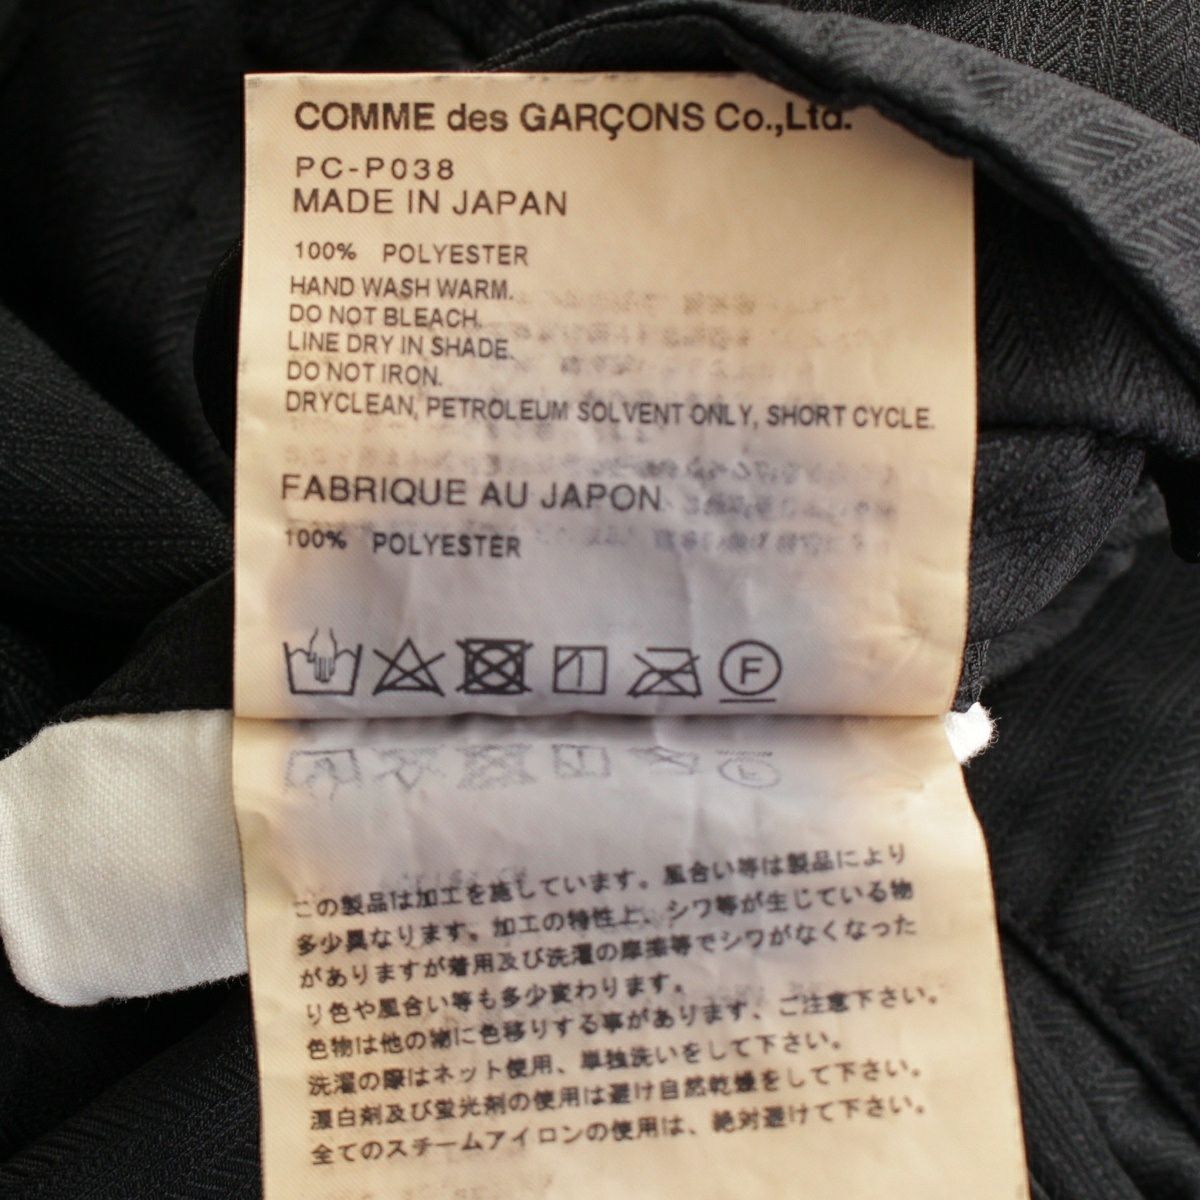 COMME des GARÇONS Co.,Ltd.
PC-P038
MADE IN JAPAN
100% POLYESTER
HAND WASH WARM.
DO NOT BLEACH.
LINE DRY IN SHADE.
DO NOT IRON.
DRYCLEAN, PETROLEUM SOLVENT ONLY, SHORT CYCLE.
FABRIQUE AU JAPON
100% POLYESTER
F
この製品は加工を施しています。風合い等は製品により
多少異なります。加工の特性上、シワ等が生じている物
がありますが着用及び洗濯の摩擦等でシワがなくなった
り色や風合い等も多少変わります。
色物は他の物に色移りする事があります、ご注意下さい。
洗濯の際はネット使用、単独洗いをして下さい。
漂白剤及び蛍光剤の使用は避け自然乾燥をして下さい。
全てのスチームアイロンの使用は、絶対避けて下さい。